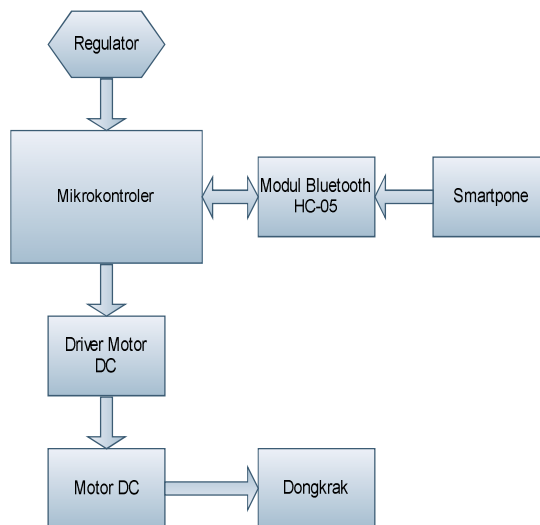 Regulator
Mikrokontroler
Modul Bluetooth
HC-05
Smartpone
Driver Motor
DC
Motor DC
Dongkrak